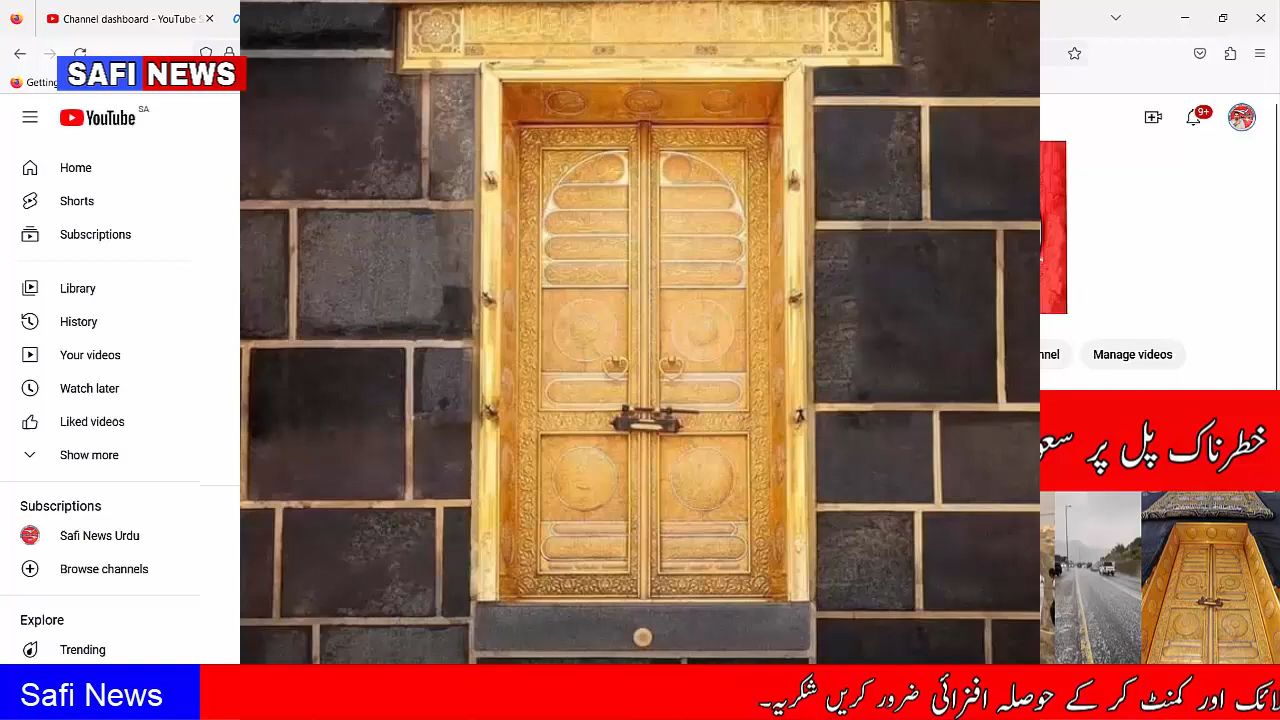 Channel dashboard - YouTube S
Getting
SAFI NEWS
YouTube
SA
9+
Home
Shorts
Subscriptions
Library
History
Your videos
Watch later
Liked videos
Show more
Manage videos
Subscriptions
Safi News Urdu
Browse channels
Explore
Trending
خطرناک پل پر سعو
Safi News
لائک اور کمنٹ کر کے حوصلہ افزائی ضرور کریں شکریہ۔